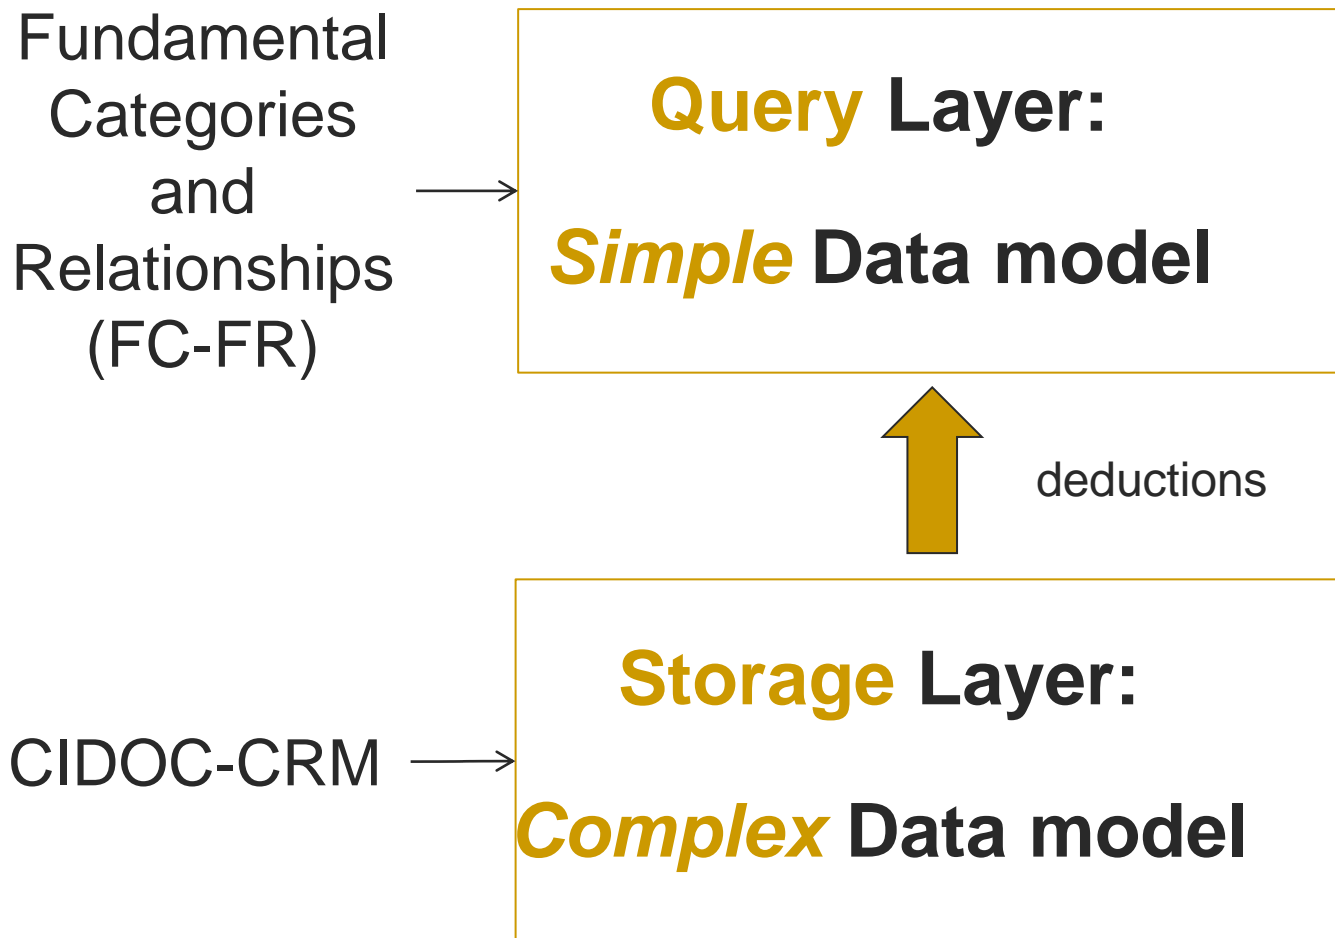 Fundamental
Categories
and
Relationships
(FC-FR)
Query Layer:
Simple Data model
deductions
Storage Layer:
CIDOC-CRM
Complex Data model